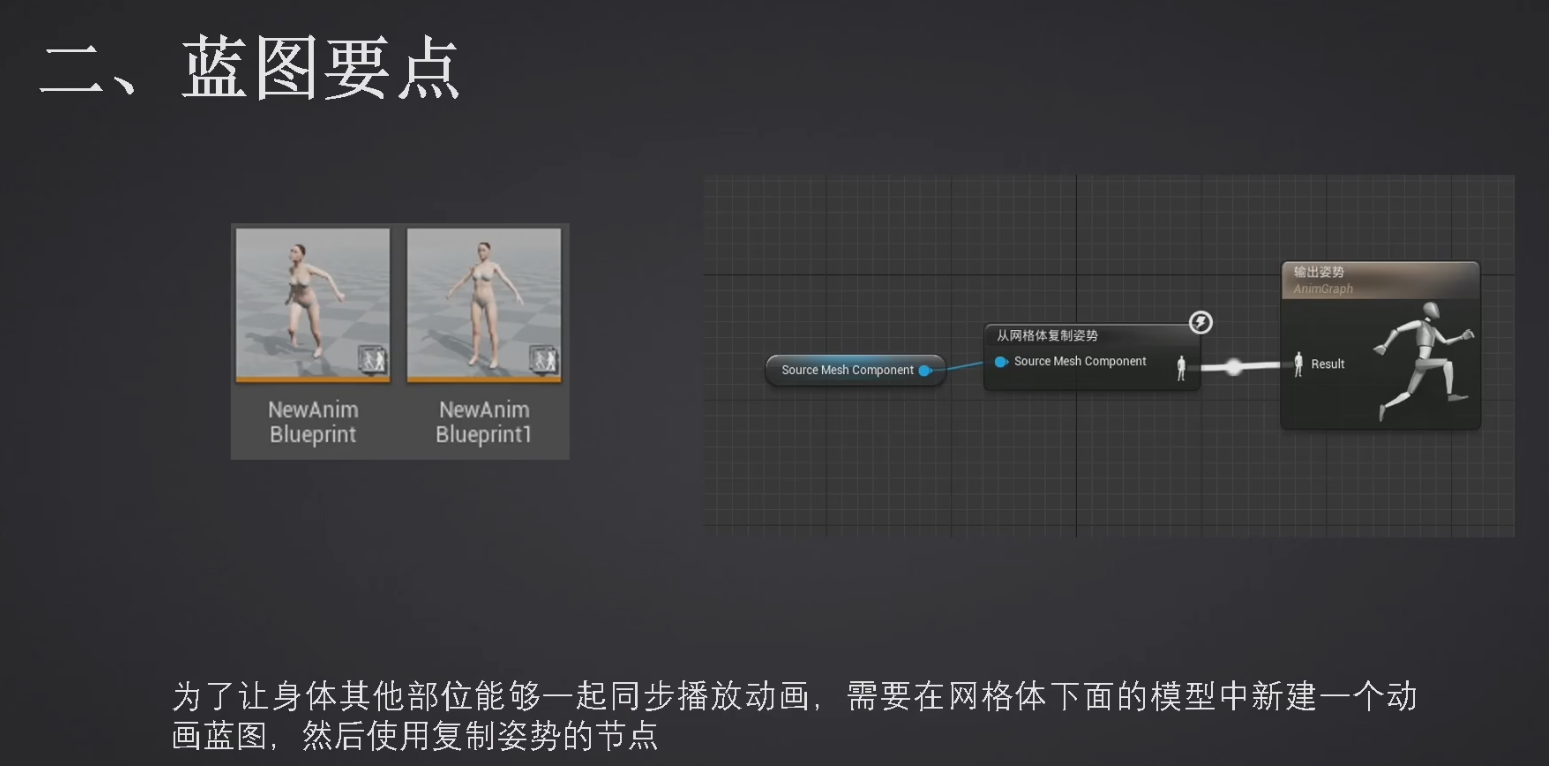 二、蓝图要点
NewAnim
Blueprint
NewAnim
Blueprint1
Source Mesh Component
从网格体复制姿势
Source Mesh Component
输出姿势
AnimGraph
Result
为了让身体其他部位能够一起同步播放动画，需要在网格体下面的模型中新建一个动
画蓝图，然后使用复制姿势的节点